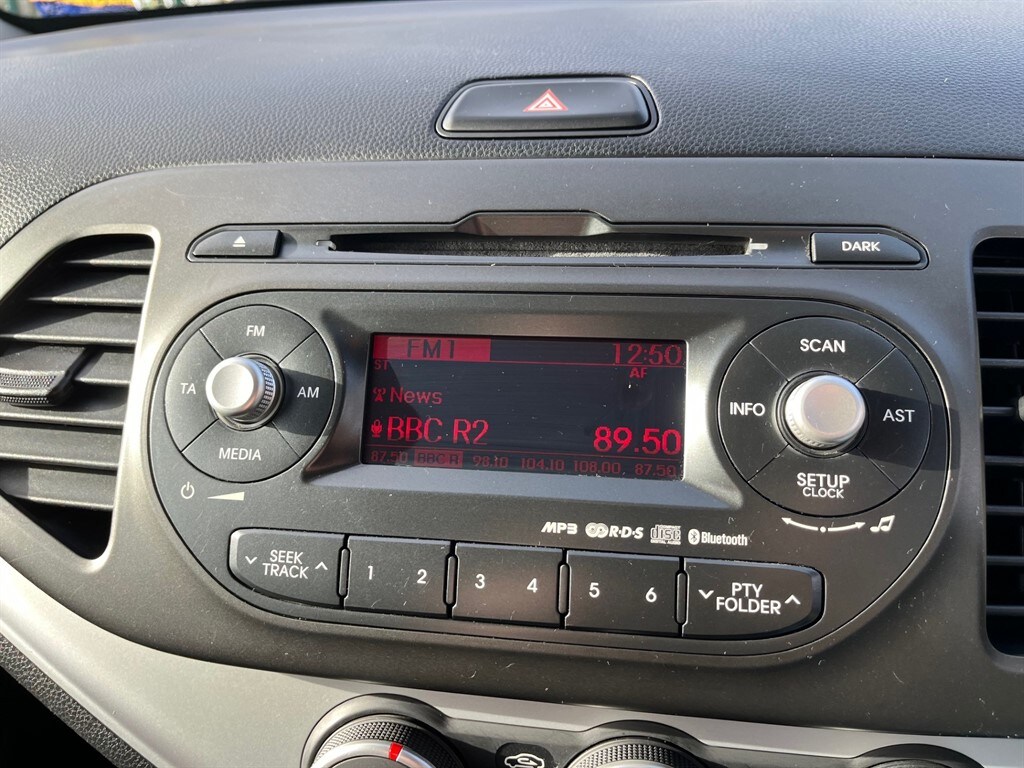 DARK
FM
TA
AM
MEDIA
FM1 12:50
ST AF
News
BBC R2 89.50
87.50 BBC R 98.10 104.10 108.00 87.50
SCAN
INFO
AST
SETUP
CLOCK
MP3 R·D·S disc Bluetooth
SEEK
TRACK
1 2 3 4 5 6
PTY
FOLDER